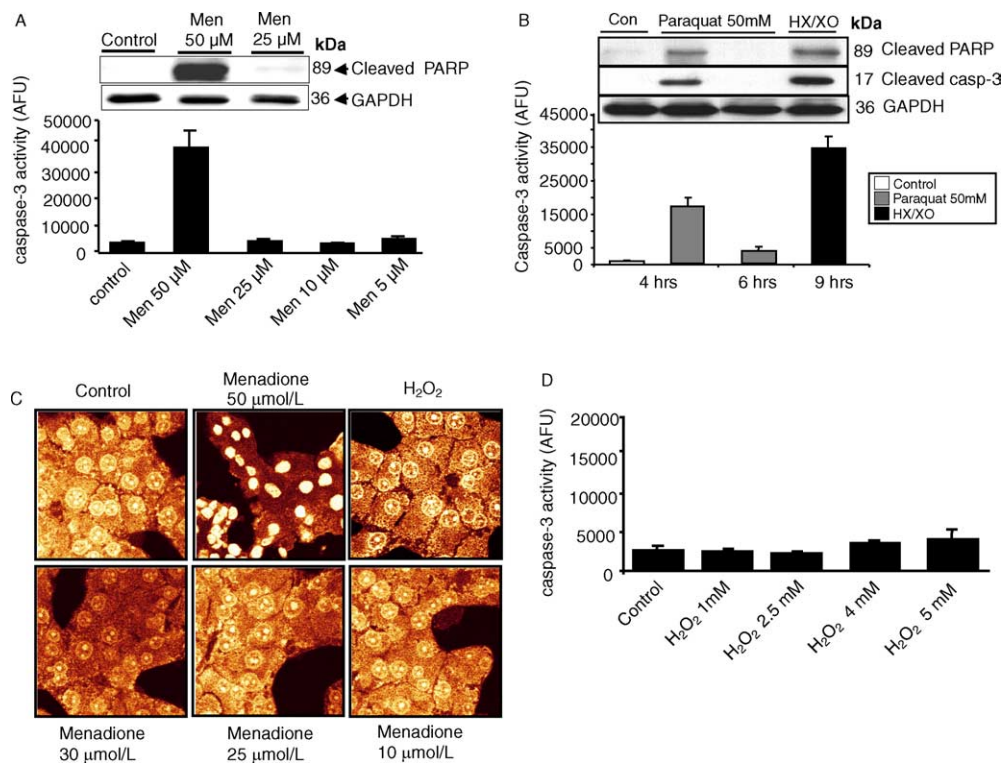 A
Control
Men
50 µM
Men
25 µM
kDa
89 Cleaved PARP
36 GAPDH
caspase-3 activity (AFU)
50000
40000
30000
20000
10000
0
control
Men 50 µM
Men 25 µM
Men 10 µM
Men 5 µM
B
Con Paraquat 50mM HX/XO kDa
89 Cleaved PARP
17 Cleaved casp-3
36 GAPDH
Caspase-3 activity (AFU)
45000
35000
25000
15000
5000
0
4 hrs 6 hrs 9 hrs
Control
Paraquat 50mM
HX/XO
C
Control
Menadione
50 µmol/L
H₂O₂
Menadione
30 µmol/L
Menadione
25 µmol/L
Menadione
10 µmol/L
D
caspase-3 activity (AFU)
20000
15000
10000
5000
0
Control
H₂O₂ 1mM
H₂O₂ 2.5 mM
H₂O₂ 4 mM
H₂O₂ 5 mM